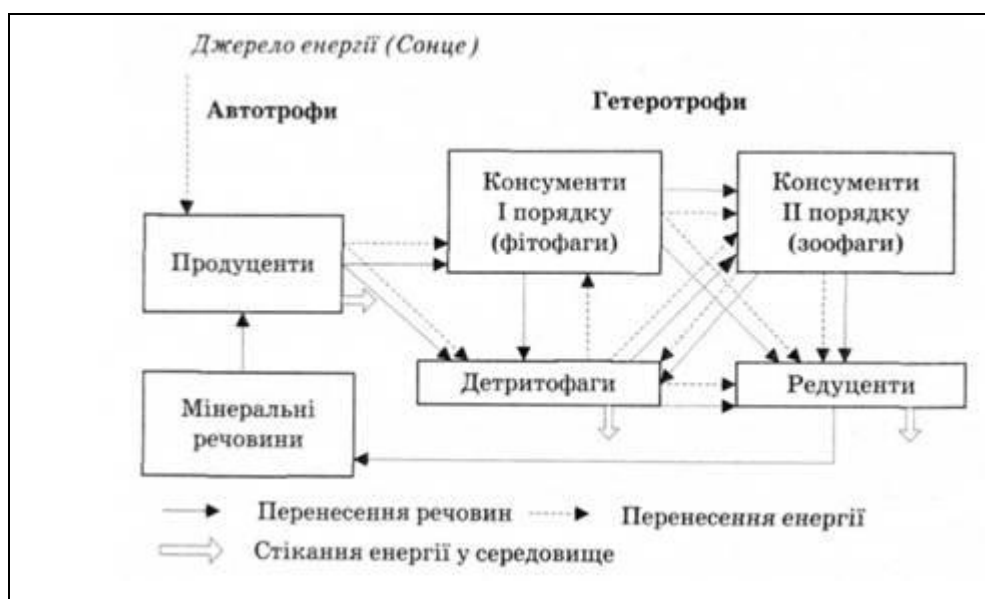 Джерело енергії (Сонце)
Автотрофи
Гетеротрофи
Консументи
І порядку
(фітофаги)
Консументи
ІІ порядку
(зоофаги)
Продуценти
Детритофаги
Редуценти
Мінеральні
речовини
Перенесення речовин
Перенесення енергії
Стікання енергії у середовище